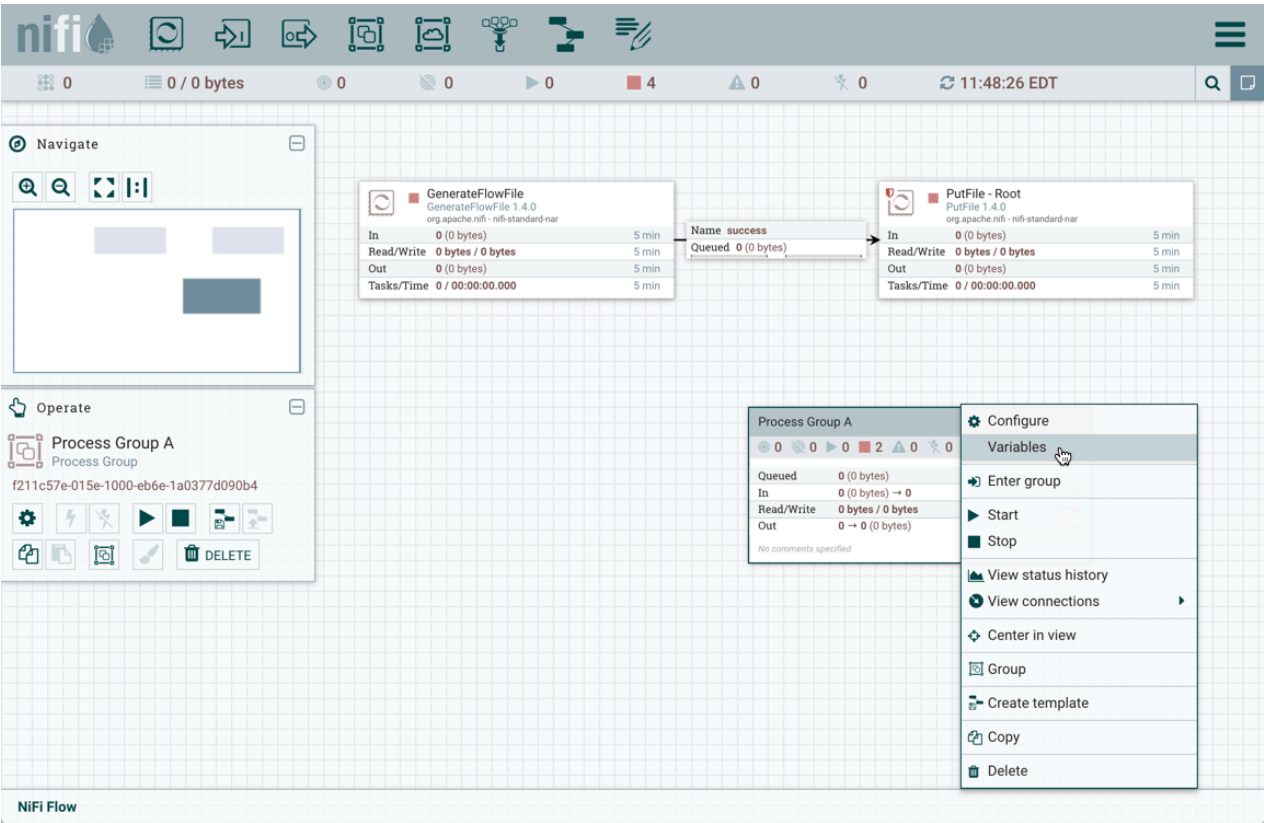 nifi
0
0 / 0 bytes
0
0
0
4
0
0
11:48:26 EDT
Navigate
GenerateFlowFile
GenerateFlowFile 1.4.0
org.apache.nifi - nifi-standard-nar
In 0 (0 bytes) 5 min
Read/Write 0 bytes / 0 bytes 5 min
Out 0 (0 bytes) 5 min
Tasks/Time 0 / 00:00:00.000 5 min
Name success
Queued 0 (0 bytes)
PutFile - Root
PutFile 1.4.0
org.apache.nifi - nifi-standard-nar
In 0 (0 bytes) 5 min
Read/Write 0 bytes / 0 bytes 5 min
Out 0 (0 bytes) 5 min
Tasks/Time 0 / 00:00:00.000 5 min
Operate
Process Group A
Process Group
f211c57e-015e-1000-eb6e-1a0377d090b4
DELETE
Process Group A
0 0 0 2 0 0
Queued 0 (0 bytes)
In 0 (0 bytes) → 0
Read/Write 0 bytes / 0 bytes
Out 0 → 0 (0 bytes)
No comments specified
Configure
Variables
Enter group
Start
Stop
View status history
View connections
Center in view
Group
Create template
Copy
Delete
NiFi Flow